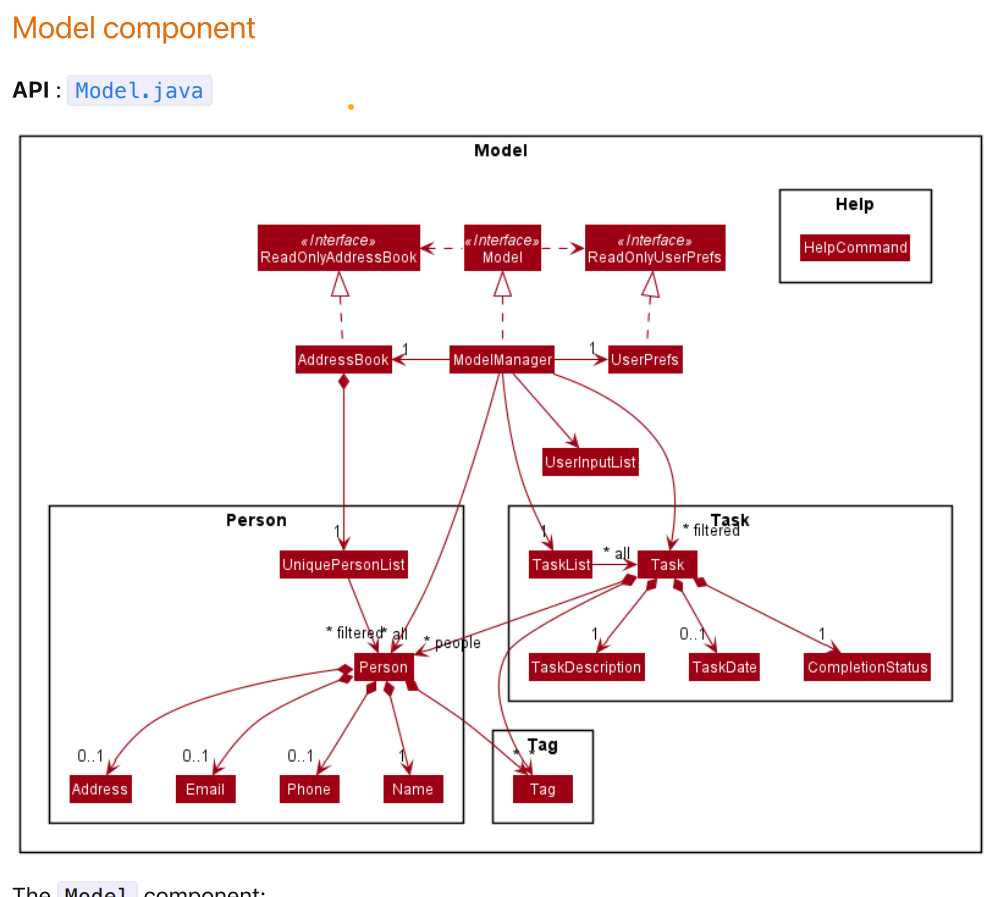 Model component
API : Model.java
Model
Help
HelpCommand
«Interface»
ReadOnlyAddressBook
«Interface»
Model
«Interface»
ReadOnlyUserPrefs
AddressBook
1
ModelManager
1
UserPrefs
UserInputList
Person
Task
1
1
* filtered
UniquePersonList
TaskList
* all
Task
* filtered
* all
* people
1
0..1
1
Person
TaskDescription
TaskDate
CompletionStatus
0..1
0..1
0..1
1
Tag
*
*
Address
Email
Phone
Name
Tag
The Model component: